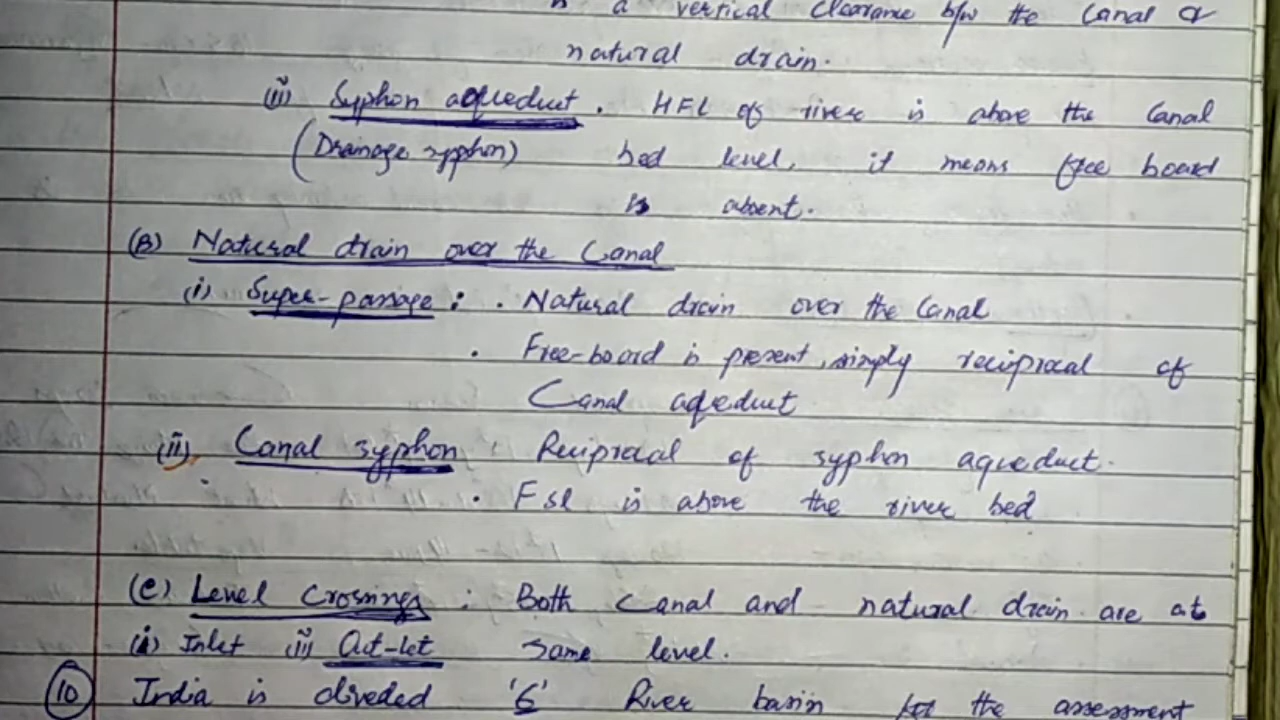 a vertical clearance b/w the Canal &
natural drain.
(ii) Syphon aqueduct. HFL of river is above the Canal
(Drainage syphon) bed level, it means free board
is absent.
(B) Natural drain over the Canal
(i) Super-passage : . Natural drain over the Canal
. Free-board is present, simply reciprocal of
Canal aqeduct
(ii). Canal syphon : Reciprocal of syphon aqueduct.
. Fsl is above the river bed
(C) Level Crossings : Both Canal and natural drain are at
(i) Inlet (ii) Out-let Same level.
(10) India is diveded '6' River basin for the assessment